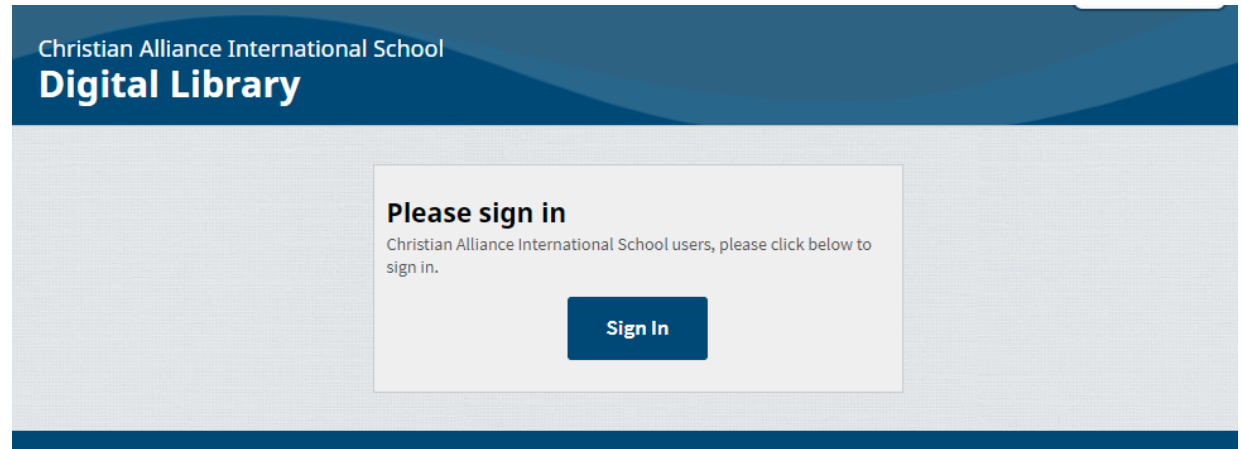 Christian Alliance International School
Digital Library
Please sign in
Christian Alliance International School users, please click below to
sign in.
Sign In